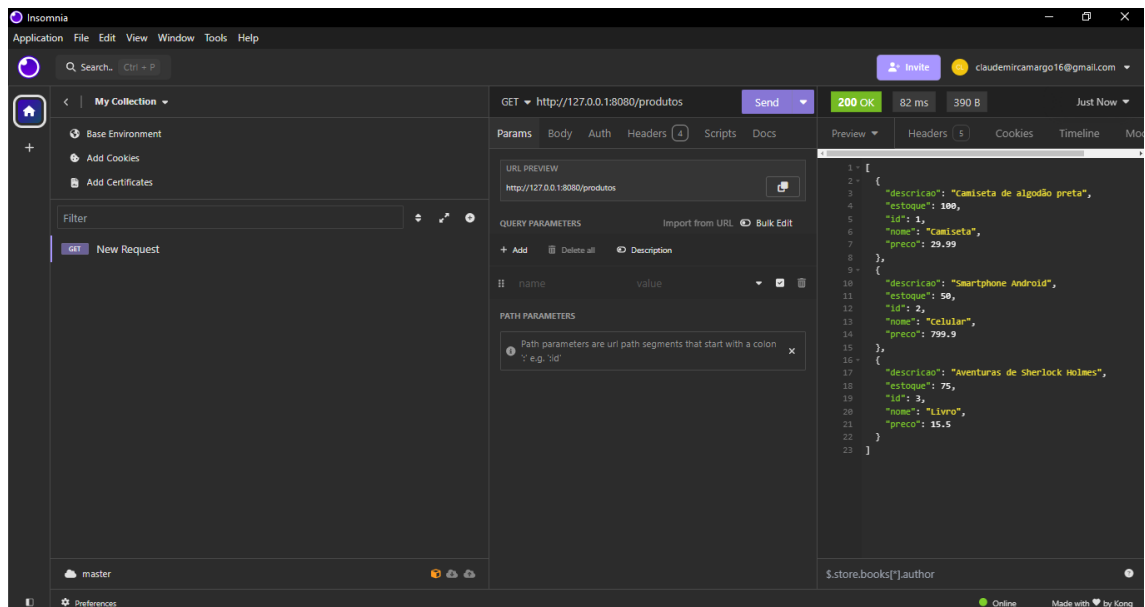 Insomnia
Application File Edit View Window Tools Help
Search.. Ctrl + P
Invite
claudemircamargo16@gmail.com
My Collection
Base Environment
Add Cookies
Add Certificates
Filter
GET New Request
master
Preferences
GET http://127.0.0.1:8080/produtos Send
Params Body Auth Headers 4 Scripts Docs
URL PREVIEW
http://127.0.0.1:8080/produtos
QUERY PARAMETERS Import from URL Bulk Edit
+ Add Delete all Description
name value
PATH PARAMETERS
Path parameters are url path segments that start with a colon
':' e.g. ':id'
200 OK 82 ms 390 B Just Now
Preview Headers 5 Cookies Timeline Moc
1 [
2 {
3 "descricao": "Camiseta de algodão preta",
4 "estoque": 100,
5 "id": 1,
6 "nome": "Camiseta",
7 "preco": 29.99
8 },
9 {
10 "descricao": "Smartphone Android",
11 "estoque": 50,
12 "id": 2,
13 "nome": "Celular",
14 "preco": 799.9
15 },
16 {
17 "descricao": "Aventuras de Sherlock Holmes",
18 "estoque": 75,
19 "id": 3,
20 "nome": "Livro",
21 "preco": 15.5
22 }
23 ]
$.store.books[*].author
Online Made with ♥ by Kong